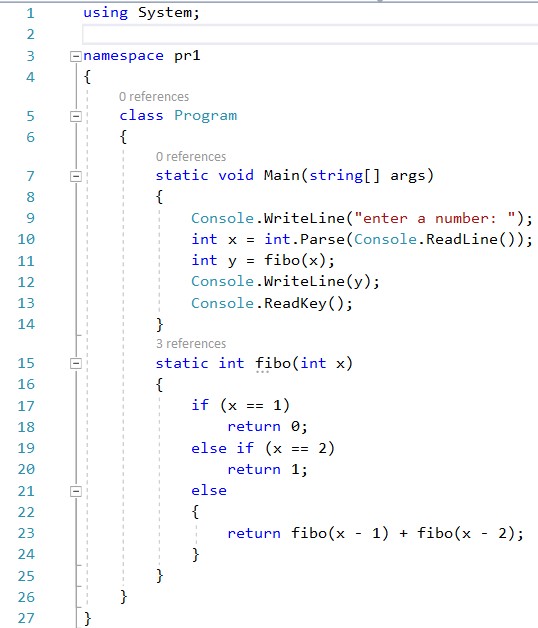 1 using System;
2
3 namespace pr1
4 {
0 references
5 class Program
6 {
0 references
7 static void Main(string[] args)
8 {
9 Console.WriteLine("enter a number: ");
10 int x = int.Parse(Console.ReadLine());
11 int y = fibo(x);
12 Console.WriteLine(y);
13 Console.ReadKey();
14 }
3 references
15 static int fibo(int x)
16 {
17 if (x == 1)
18 return 0;
19 else if (x == 2)
20 return 1;
21 else
22 {
23 return fibo(x - 1) + fibo(x - 2);
24 }
25 }
26 }
27 }